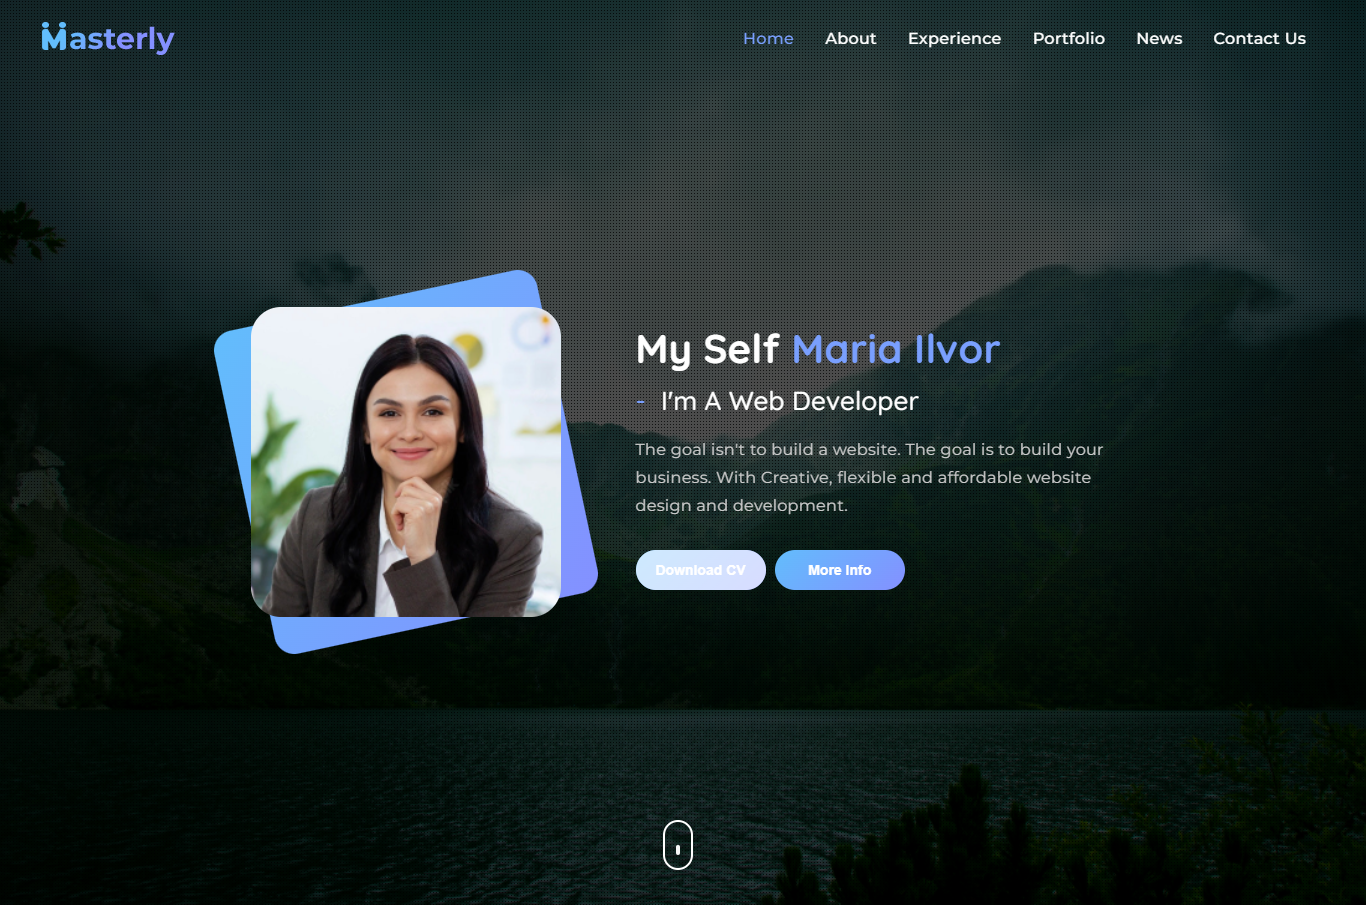 Masterly
Home About Experience Portfolio News Contact Us
My Self Maria Ilvor
- I'm A Web Developer
The goal isn't to build a website. The goal is to build your
business. With Creative, flexible and affordable website
design and development.
Download CV More Info